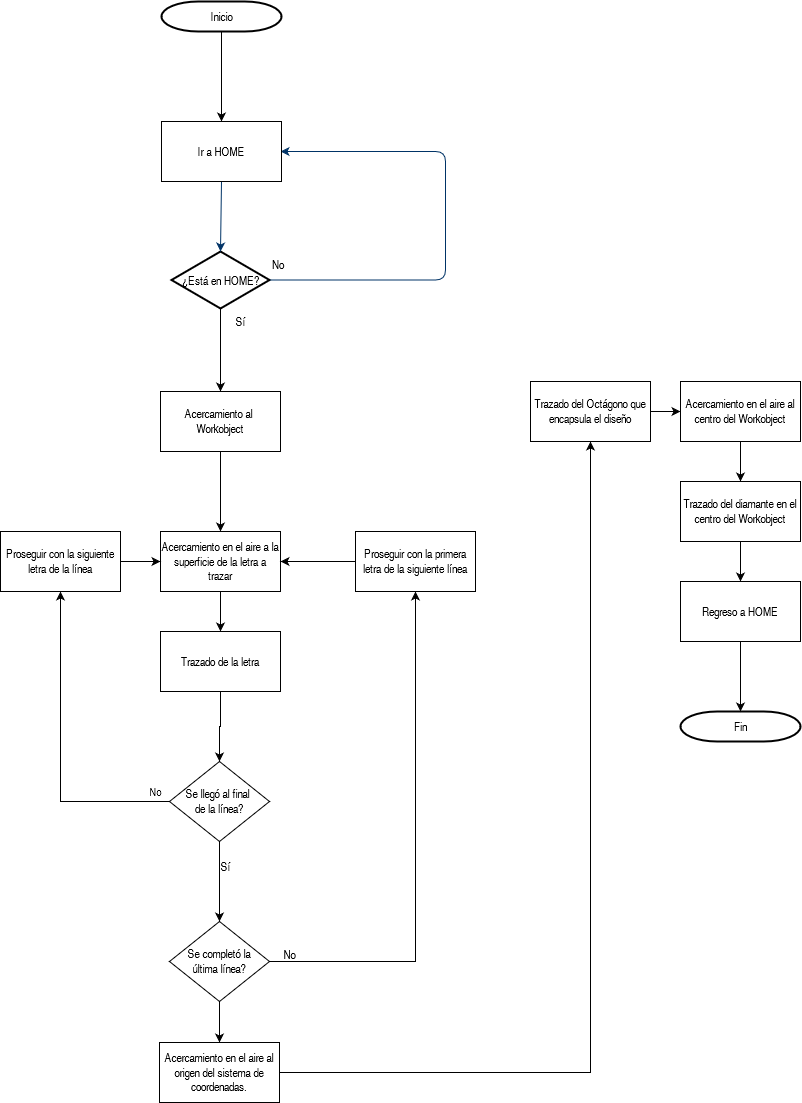 Inicio
Ir a HOME
¿Está en HOME?
No
Sí
Acercamiento al
Workobject
Proseguir con la siguiente
letra de la línea
Acercamiento en el aire a la
superficie de la letra a
trazar
Proseguir con la primera
letra de la siguiente línea
Trazado de la letra
Se llegó al final
de la línea?
No
Sí
Se completó la
última línea?
No
Acercamiento en el aire al
origen del sistema de
coordenadas.
Trazado del Octágono que
encapsula el diseño
Acercamiento en el aire al
centro del Workobject
Trazado del diamante en el
centro del Workobject
Regreso a HOME
Fin